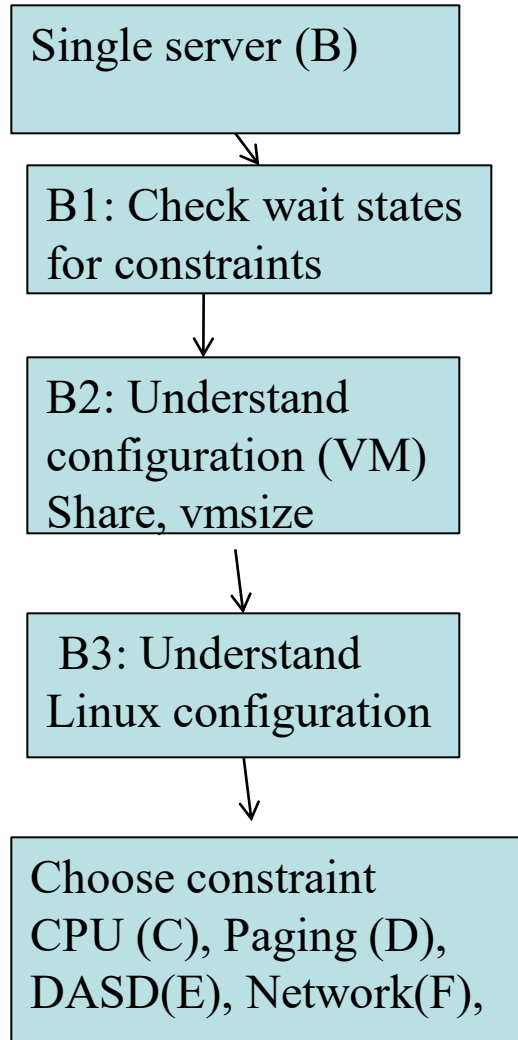 Single server (B)
B1: Check wait states
for constraints
B2: Understand
configuration (VM)
Share, vmsize
B3: Understand
Linux configuration
Choose constraint
CPU (C), Paging (D),
DASD(E), Network(F),